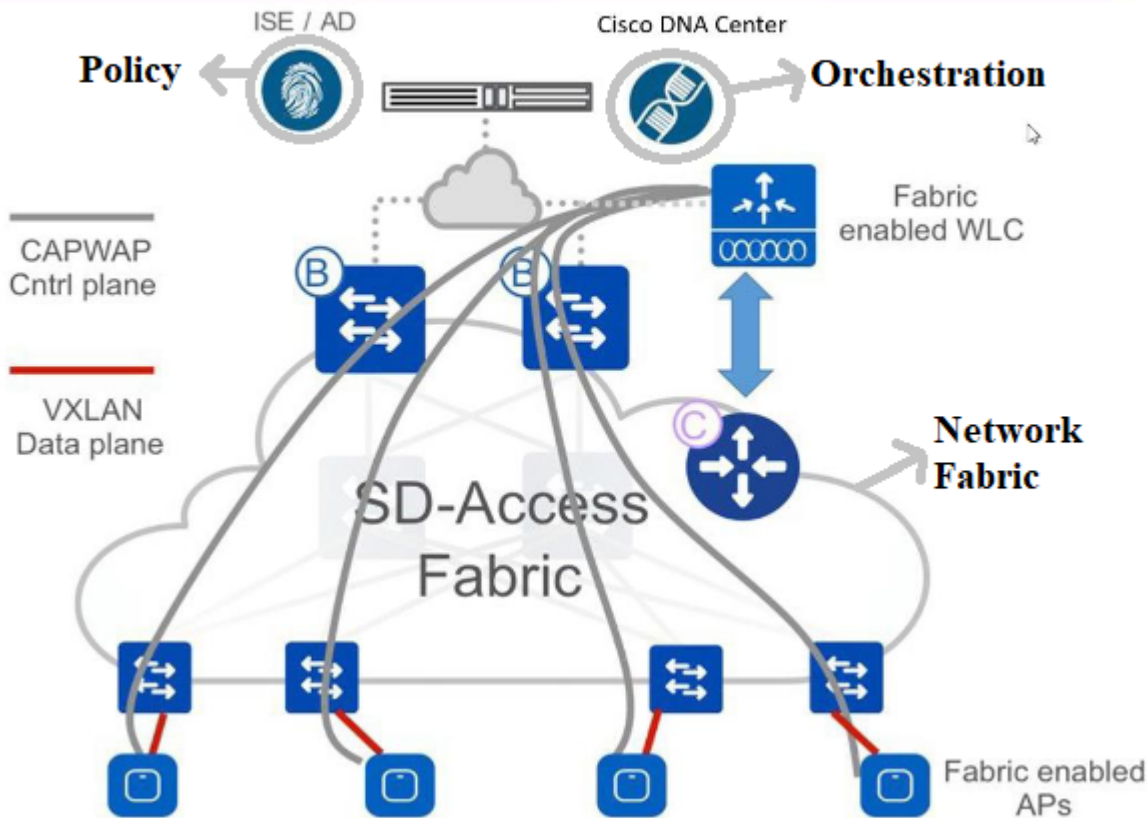 ISE / AD
Cisco DNA Center
Policy
Orchestration
Fabric
enabled WLC
CAPWAP
Cntrl plane
B
B
VXLAN
Data plane
C
Network
Fabric
SD-Access
Fabric
Fabric enabled
APs